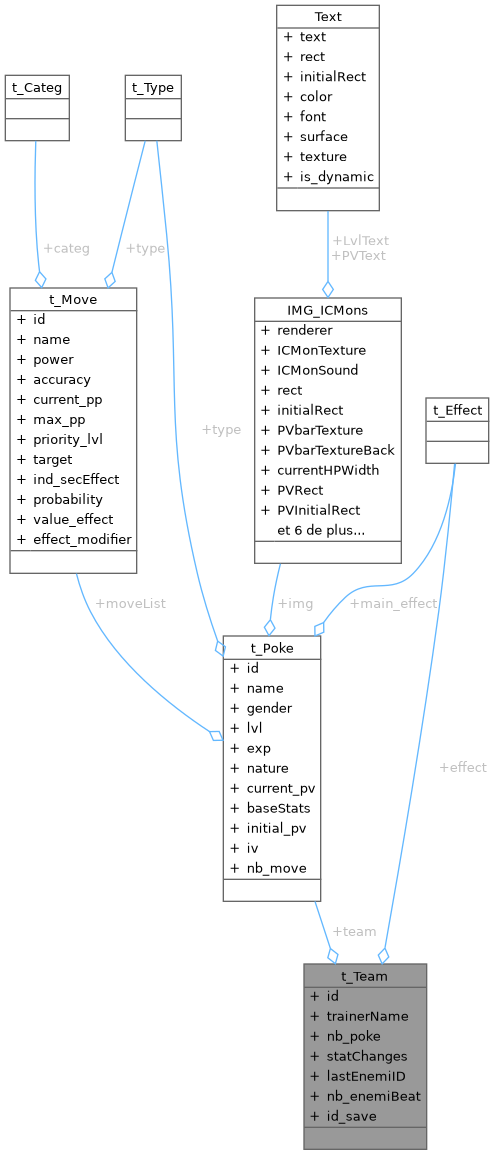 Text
+ text
+ rect
+ initialRect
+ color
+ font
+ surface
+ texture
+ is_dynamic
t_Categ
t_Type
+categ
+type
+LvlText
+PVText
t_Move
+ id
+ name
+ power
+ accuracy
+ current_pp
+ max_pp
+ priority_lvl
+ target
+ ind_secEffect
+ probability
+ value_effect
+ effect_modifier
+type
IMG_ICMons
+ renderer
+ ICMonTexture
+ ICMonSound
+ rect
+ initialRect
+ PVbarTexture
+ PVbarTextureBack
+ currentHPWidth
+ PVRect
+ PVInitialRect
et 6 de plus...
t_Effect
+moveList
+img
+main_effect
t_Poke
+ id
+ name
+ gender
+ lvl
+ exp
+ nature
+ current_pv
+ baseStats
+ initial_pv
+ iv
+ nb_move
+effect
+team
t_Team
+ id
+ trainerName
+ nb_poke
+ statChanges
+ lastEnemiID
+ nb_enemiBeat
+ id_save